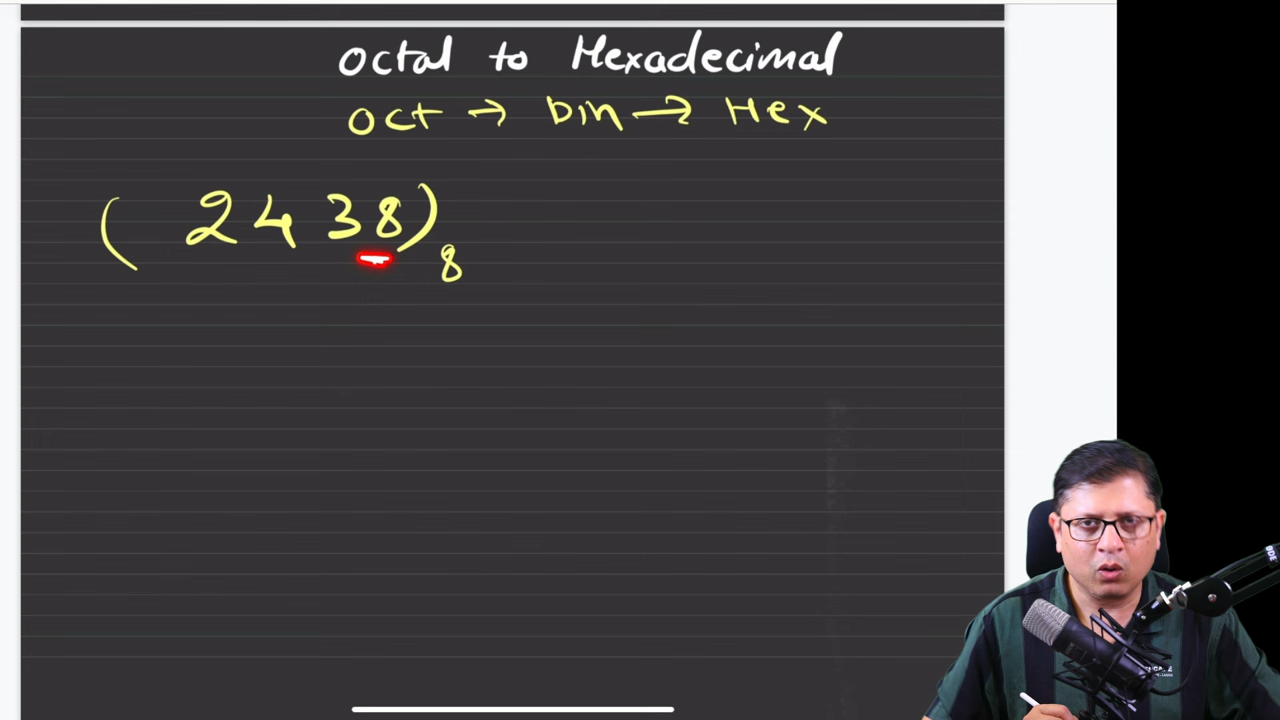 Octal to Hexadecimal
Oct → bin → Hex
( 2438)8